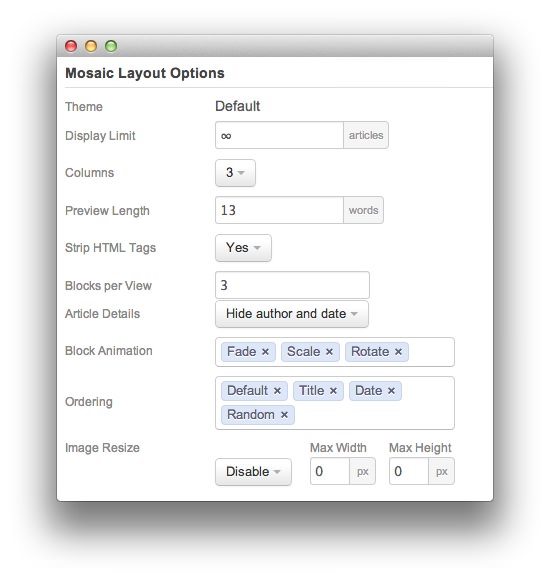 Mosaic Layout Options
Theme Default
Display Limit ∞ articles
Columns 3
Preview Length 13 words
Strip HTML Tags Yes
Blocks per View 3
Article Details Hide author and date
Block Animation Fade × Scale × Rotate ×
Ordering Default × Title × Date ×
Random ×
Image Resize Max Width Max Height
Disable 0 px 0 px